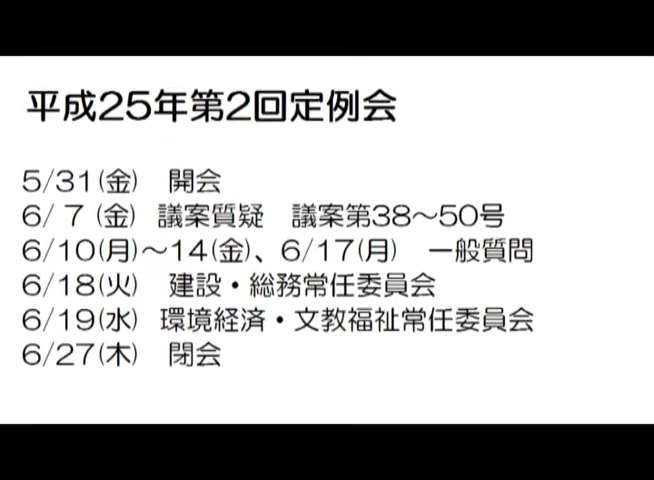 平成25年第2回定例会
5/31(金) 開会
6/ 7 (金) 議案質疑 議案第38～50号
6/10(月)～14(金)、6/17(月) 一般質問
6/18(火) 建設・総務常任委員会
6/19(水) 環境経済・文教福祉常任委員会
6/27(木) 閉会